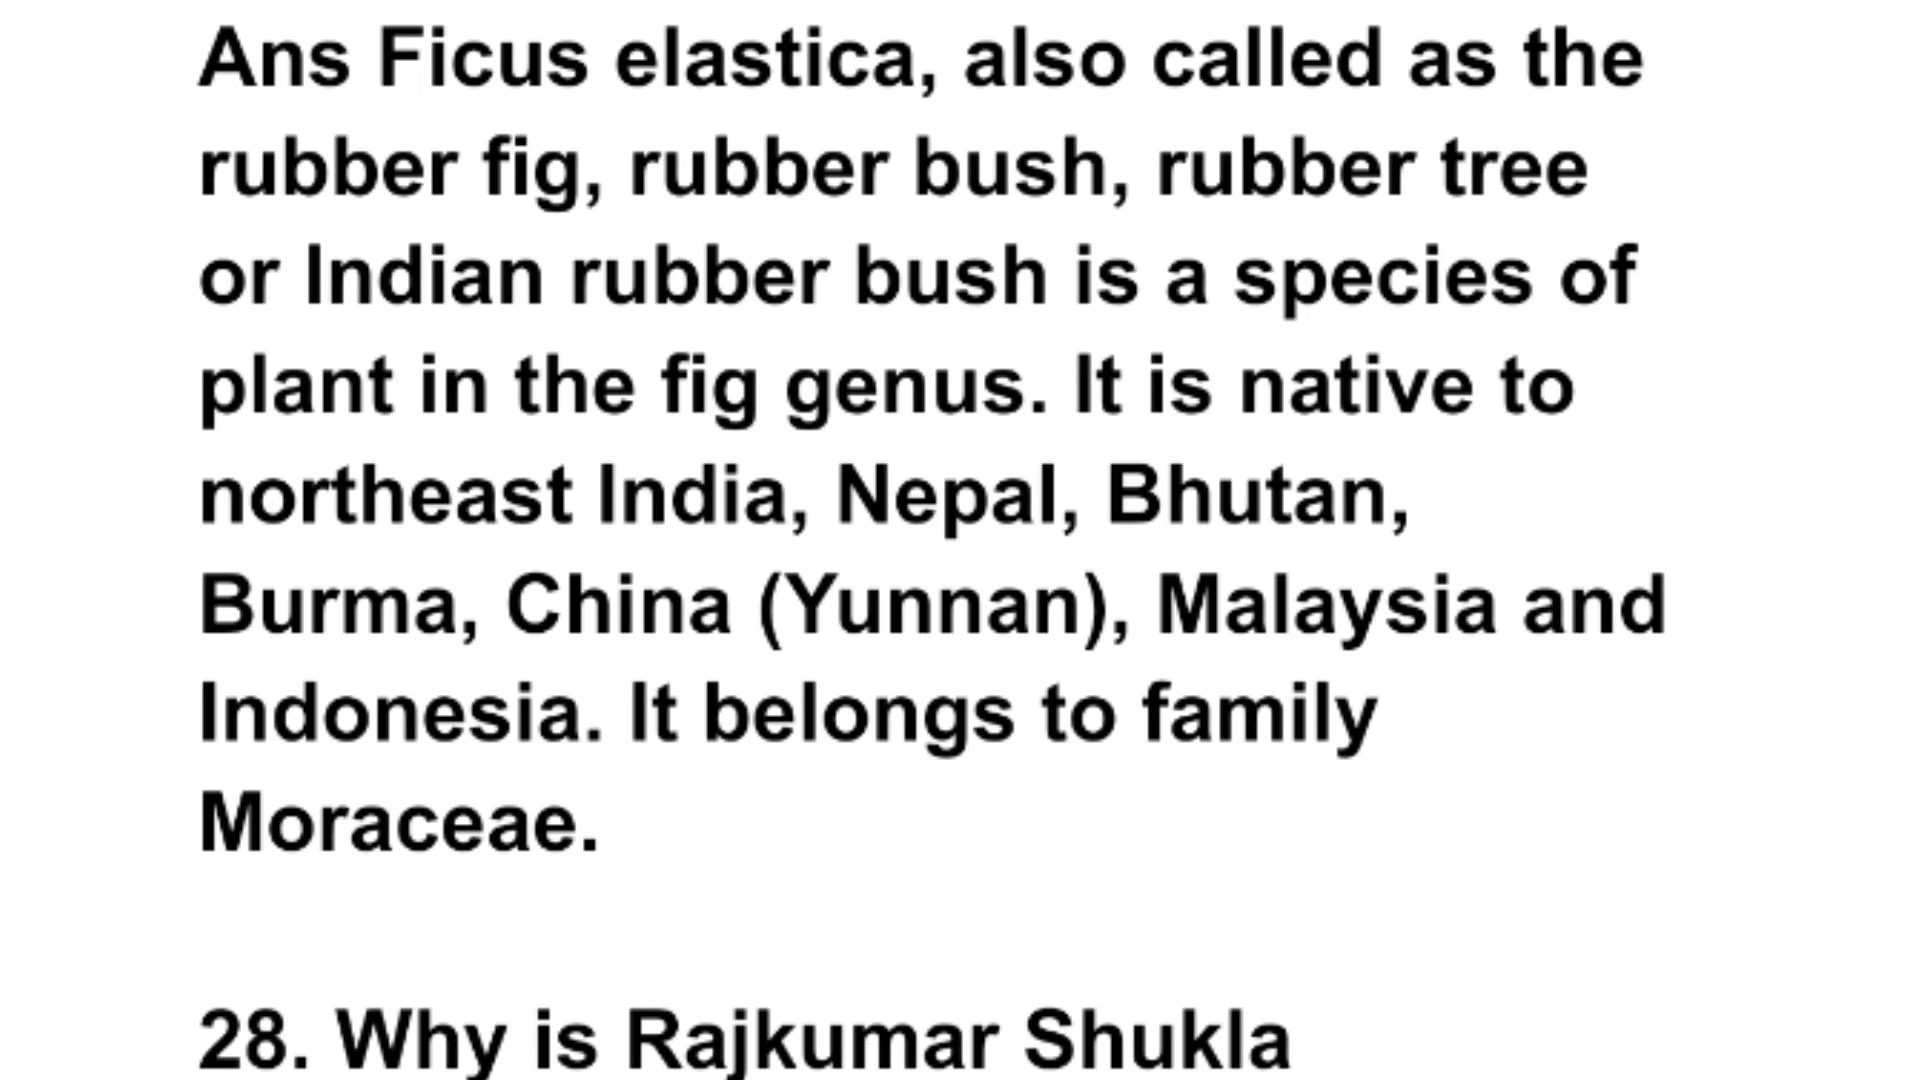 Ans Ficus elastica, also called as the
rubber fig, rubber bush, rubber tree
or Indian rubber bush is a species of
plant in the fig genus. It is native to
northeast India, Nepal, Bhutan,
Burma, China (Yunnan), Malaysia and
Indonesia. It belongs to family
Moraceae.
28. Why is Rajkumar Shukla